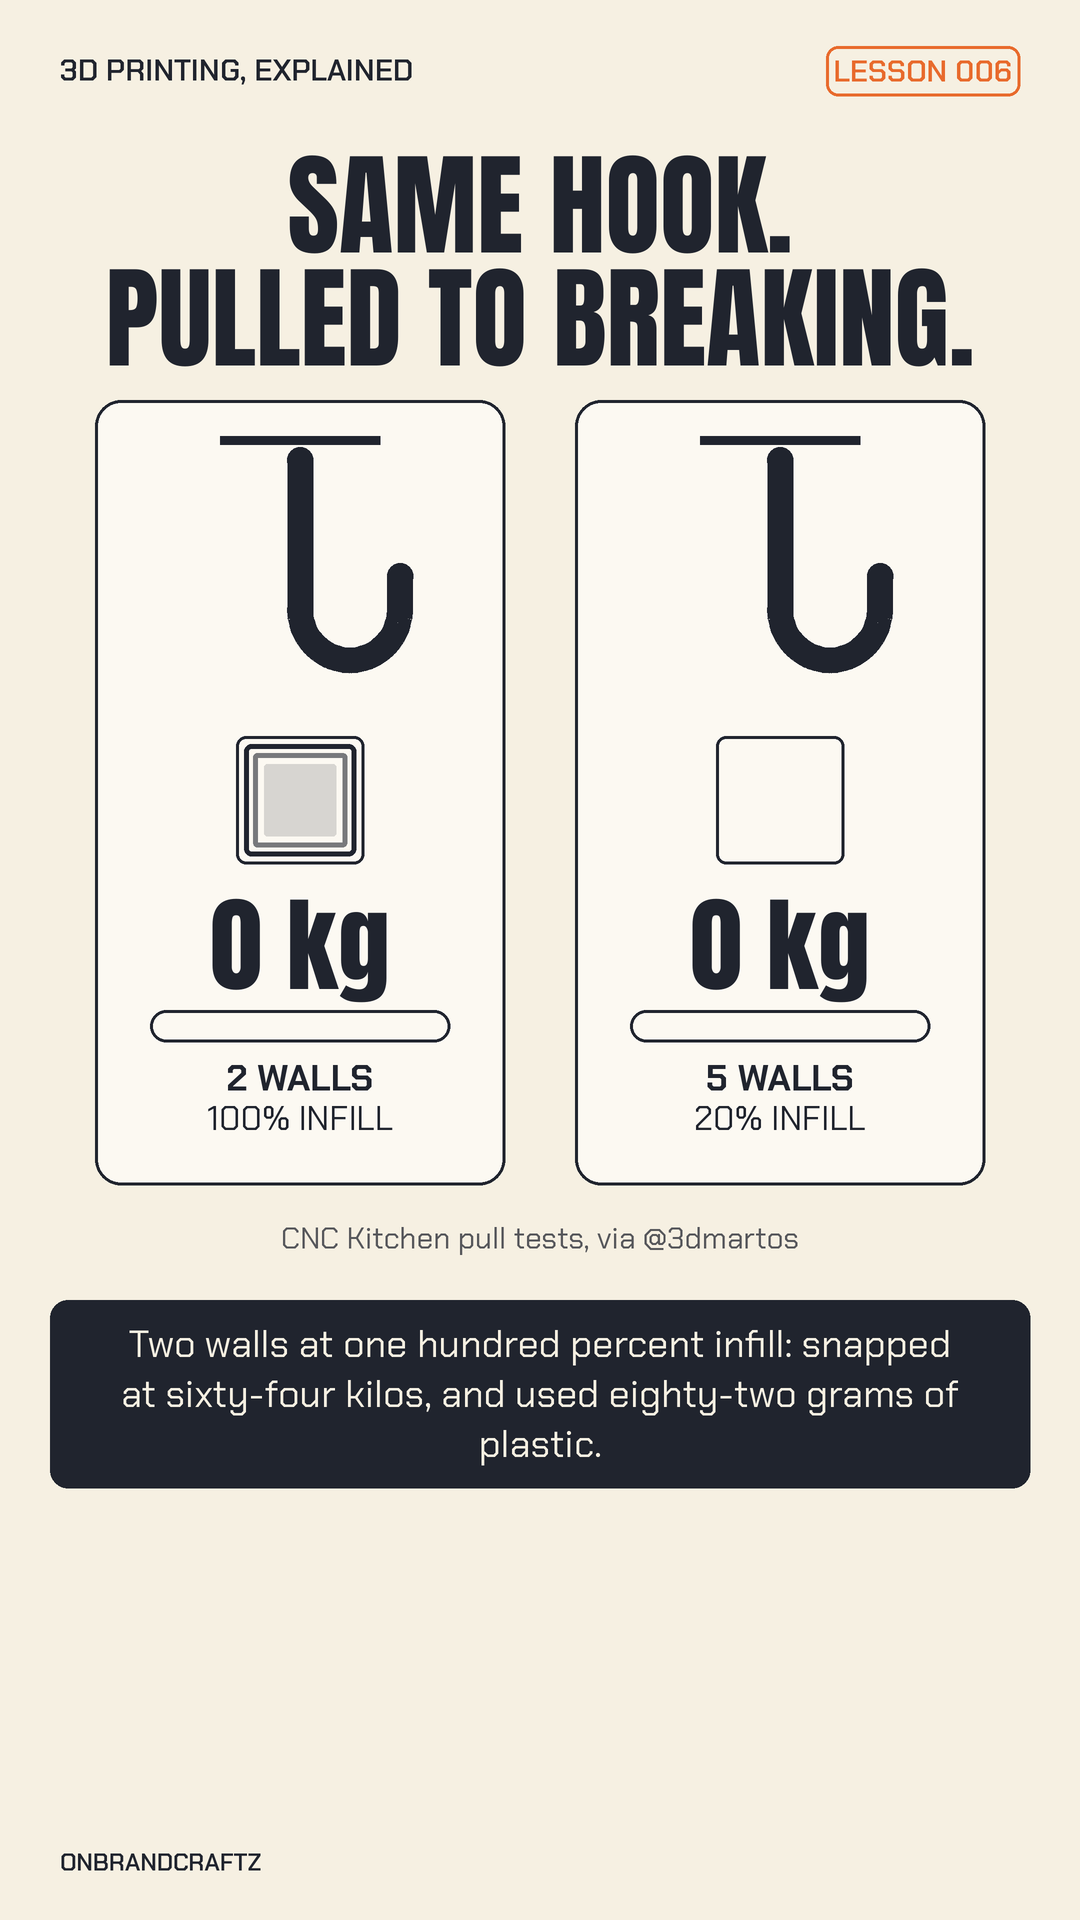 3D PRINTING, EXPLAINED
LESSON 006
SAME HOOK.
PULLED TO BREAKING.
0 kg
2 WALLS
100% INFILL
0 kg
5 WALLS
20% INFILL
CNC Kitchen pull tests, via @3dmartos
Two walls at one hundred percent infill: snapped
at sixty-four kilos, and used eighty-two grams of
plastic.
ONBRANDCRAFTZ